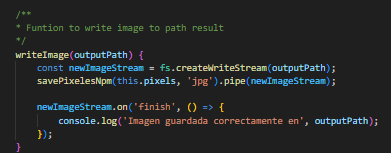 /**
* Funtion to write image to path result
*/
writeImage(outputPath) {
const newImageStream = fs.createWriteStream(outputPath);
savePixelesNpm(this.pixels, 'jpg').pipe(newImageStream);
newImageStream.on('finish', () => {
console.log('Imagen guardada correctamente en', outputPath);
});
}